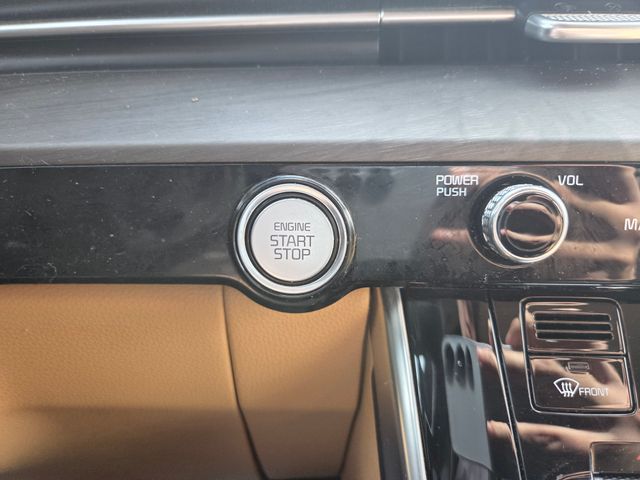 ENGINE
START
STOP
POWER
PUSH
VOL
FRONT